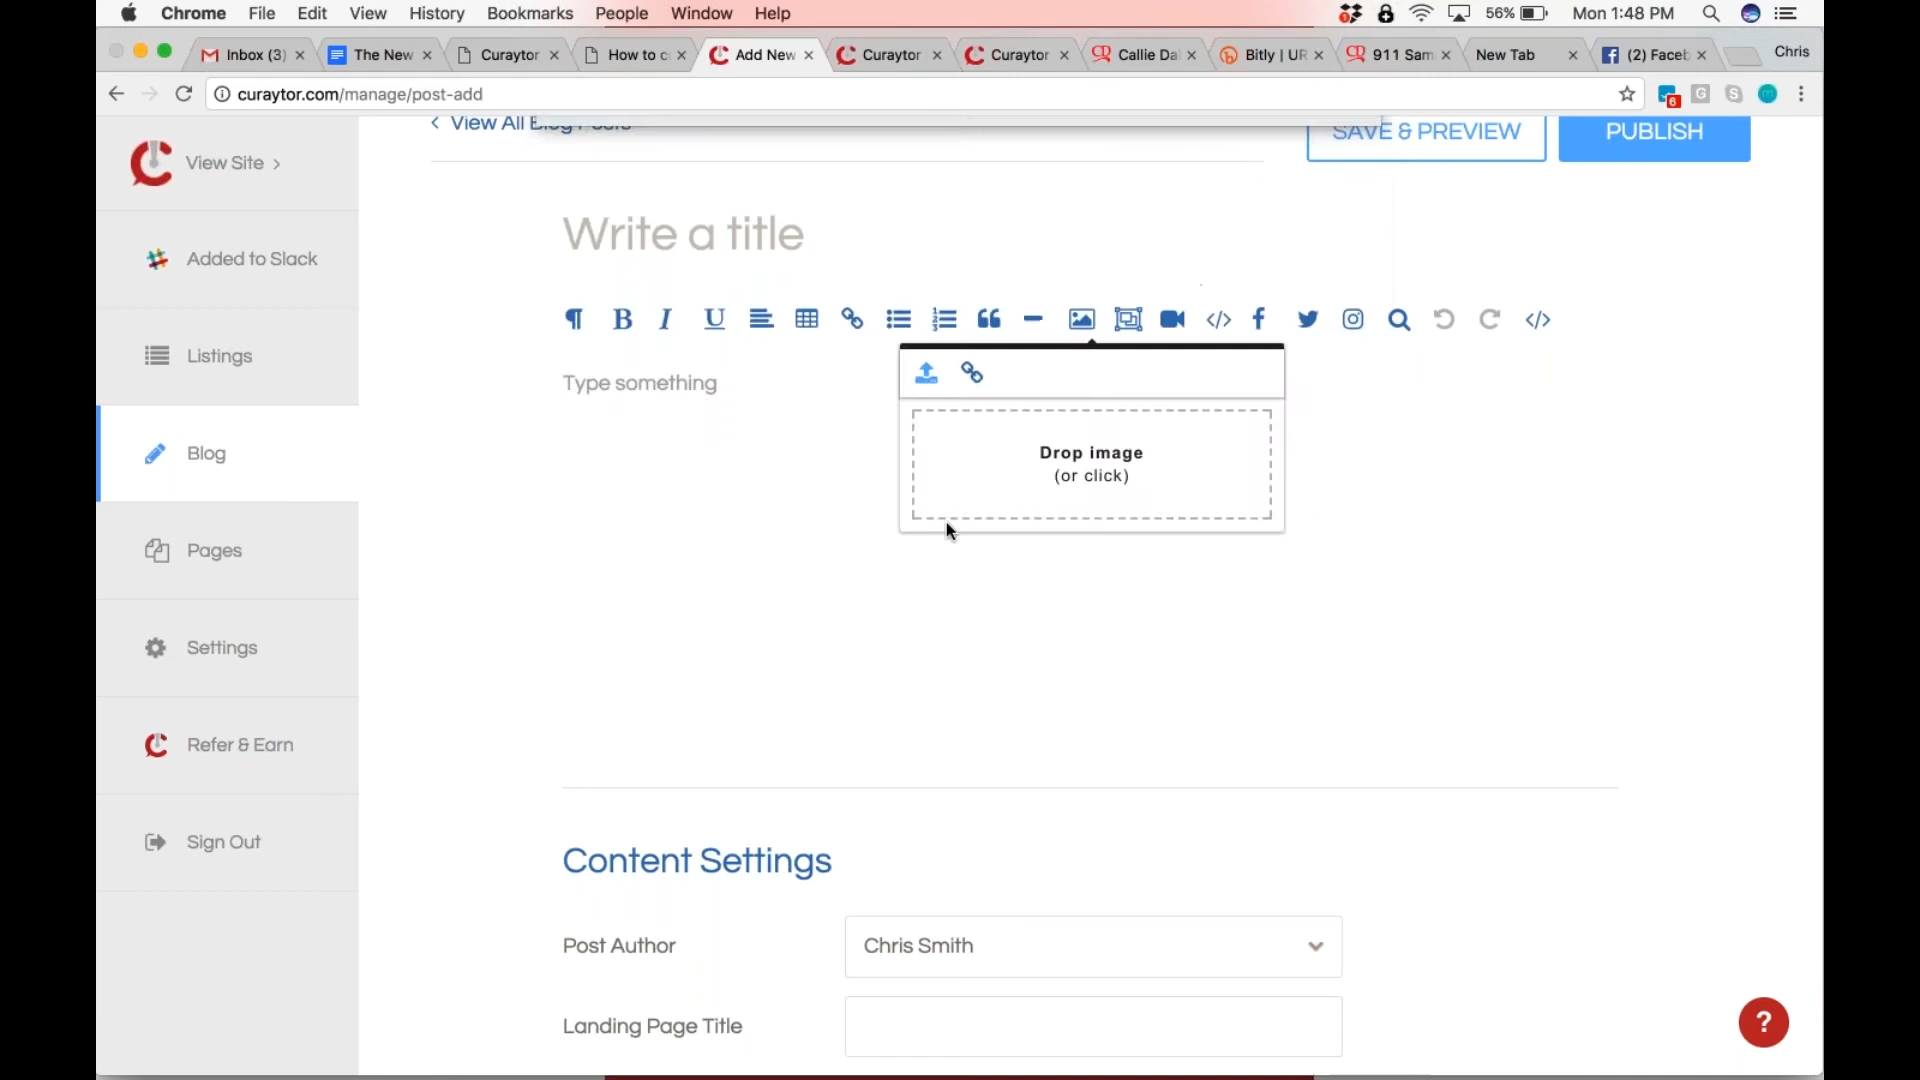 Chrome File Edit View History Bookmarks People Window Help 56% Mon 1:48 PM
Inbox (3) The New Curaytor How to c Add New Curaytor Curaytor Callie Da Bitly | UR 911 Sam New Tab (2) Faceb Chris
curaytor.com/manage/post-add 6
View All Blog Posts SAVE & PREVIEW PUBLISH
View Site >
Write a title
Added to Slack
B I U
Listings
Type something
Drop image
(or click)
Blog
Pages
Settings
Refer & Earn
Sign Out
Content Settings
Post Author Chris Smith
Landing Page Title
?